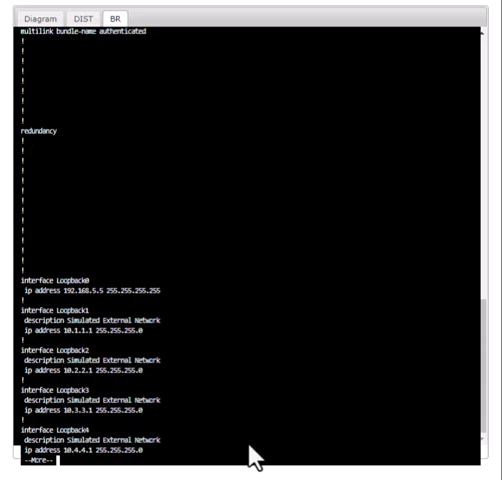 Diagram DIST BR
multilink bundle-name authenticated
!
!
!
!
!
!
!
!
!
redundancy
!
!
!
!
!
!
!
!
!
!
!
!
!
!
interface Loopback0
ip address 192.168.5.5 255.255.255.255
!
interface Loopback1
description Simulated External Network
ip address 10.1.1.1 255.255.255.0
!
interface Loopback2
description Simulated External Network
ip address 10.2.2.1 255.255.255.0
!
interface Loopback3
description Simulated External Network
ip address 10.3.3.1 255.255.255.0
!
interface Loopback4
description Simulated External Network
ip address 10.4.4.1 255.255.255.0
--More--